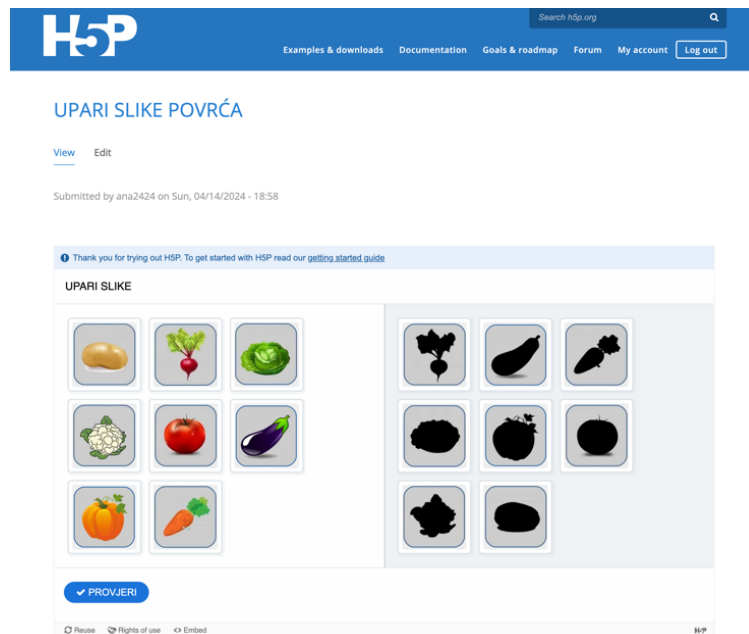 H5P
Search h5p.org
Examples & downloads Documentation Goals & roadmap Forum My account Log out
UPARI SLIKE POVRĆA
View Edit
Submitted by ana2424 on Sun, 04/14/2024 - 18:58
Thank you for trying out H5P. To get started with H5P read our getting started guide
UPARI SLIKE
PROVJERI
Reuse Rights of use <> Embed H5P